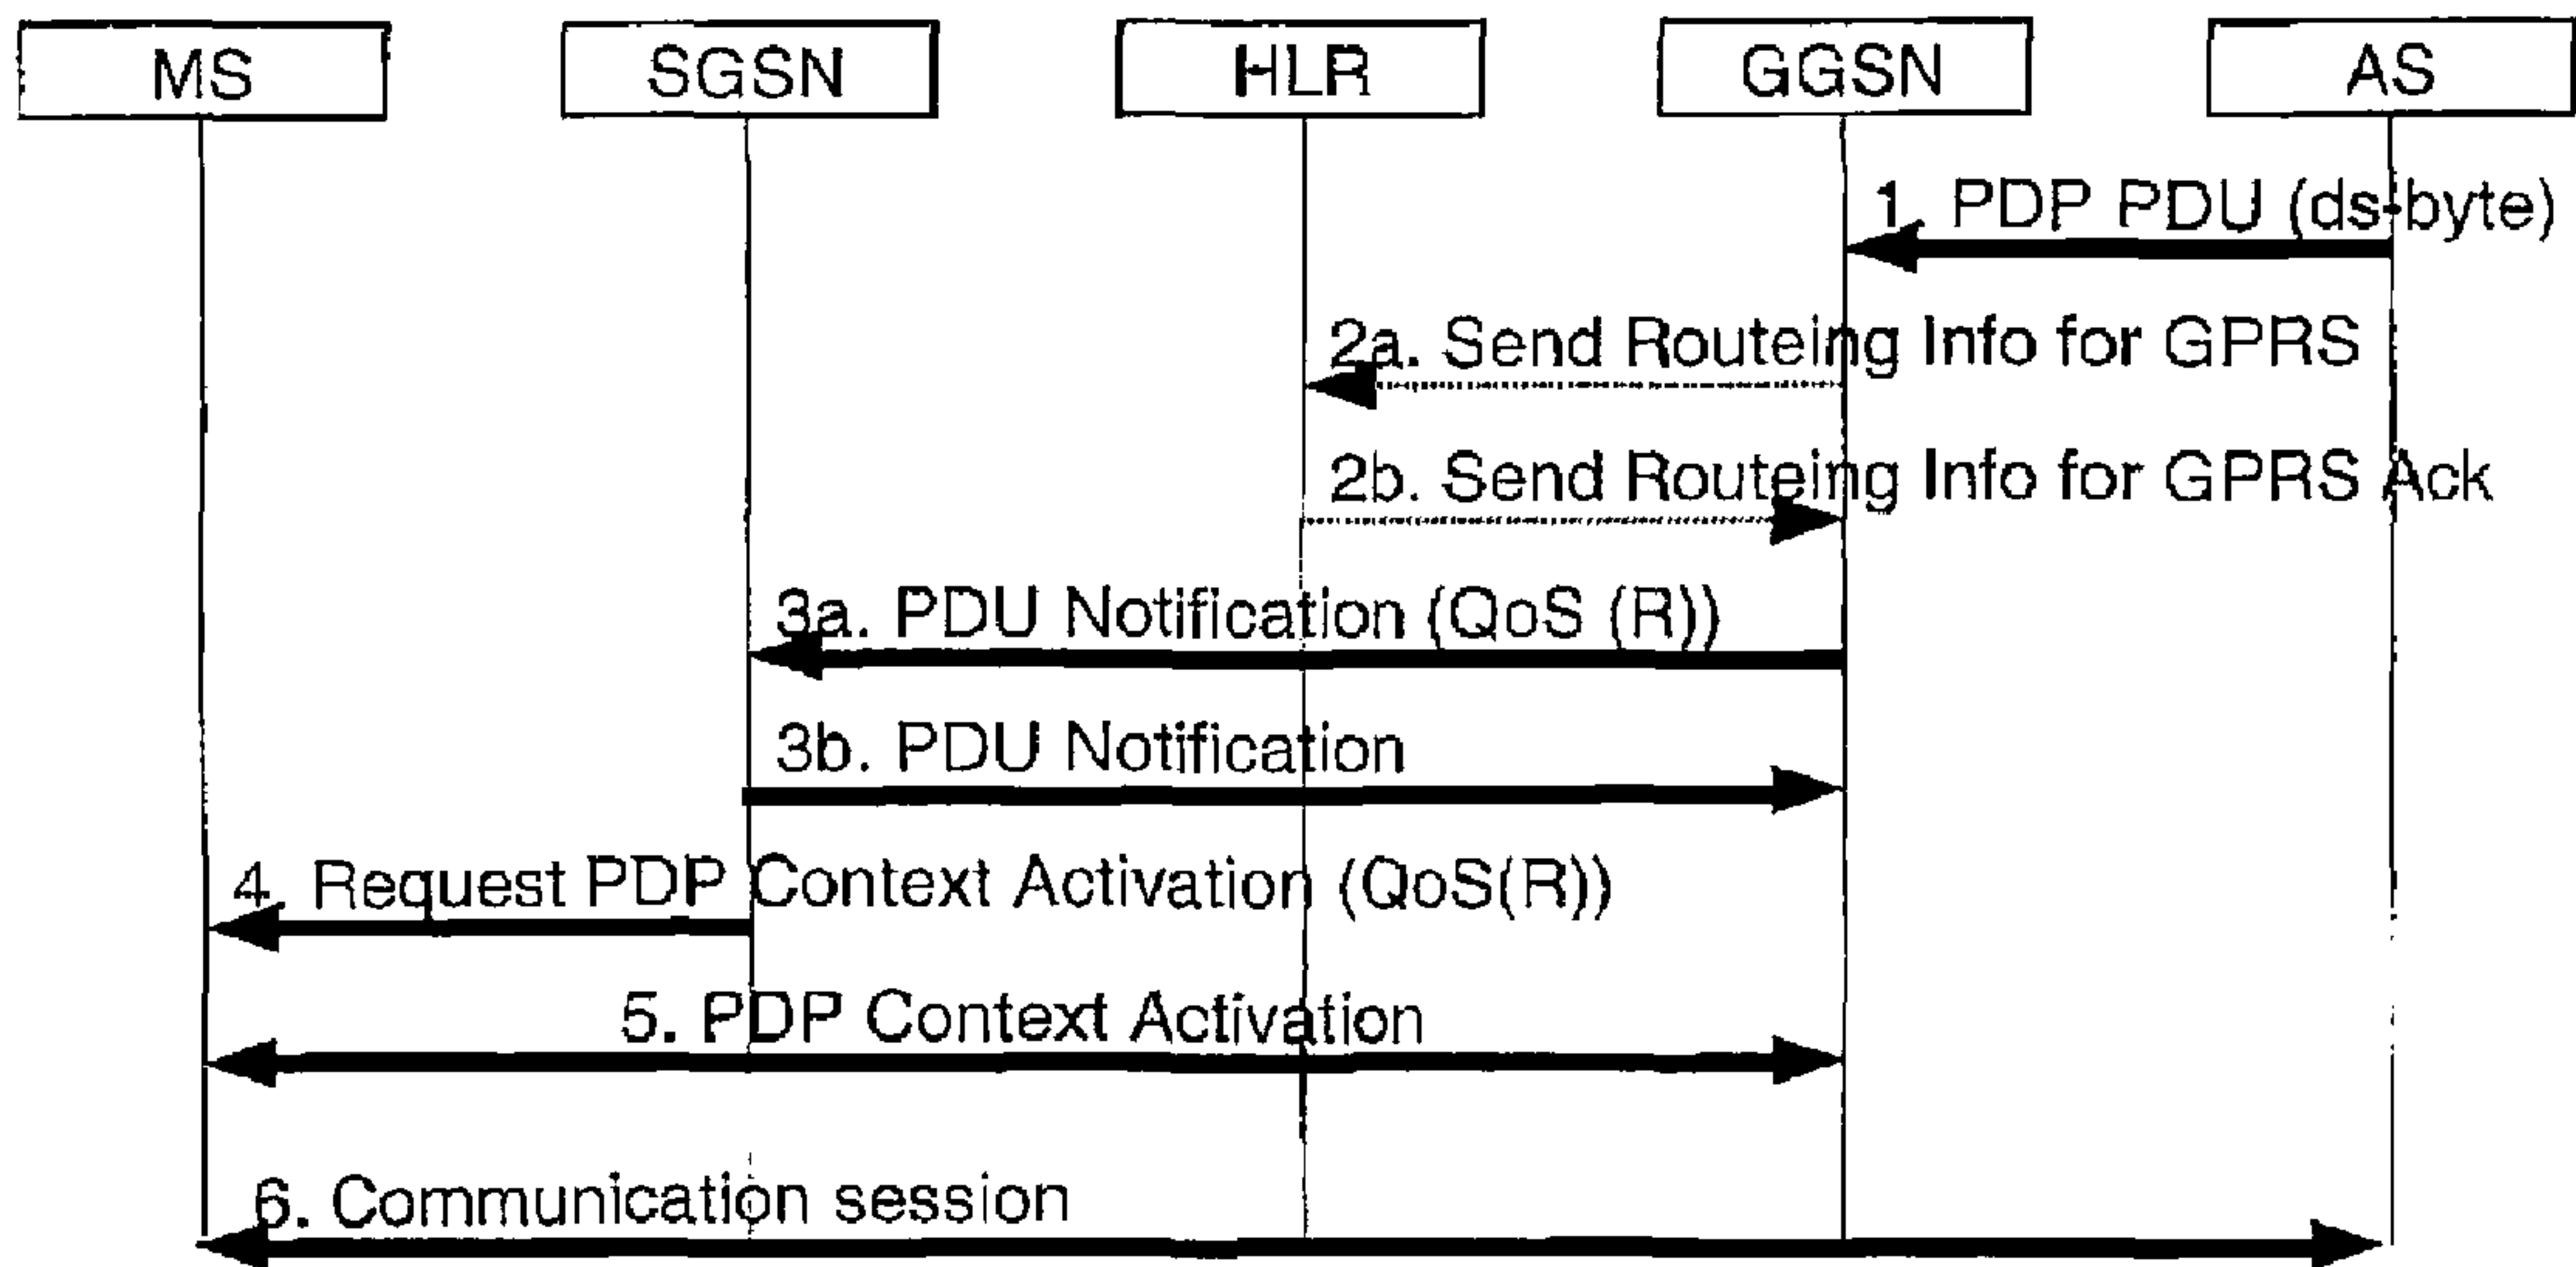 MS SGSN HLR GGSN AS
1. PDP PDU (ds-byte)
2a. Send Routeing Info for GPRS
2b. Send Routeing Info for GPRS Ack
3a. PDU Notification (QoS (R))
3b. PDU Notification
4. Request PDP Context Activation (QoS(R))
5. PDP Context Activation
6. Communication session